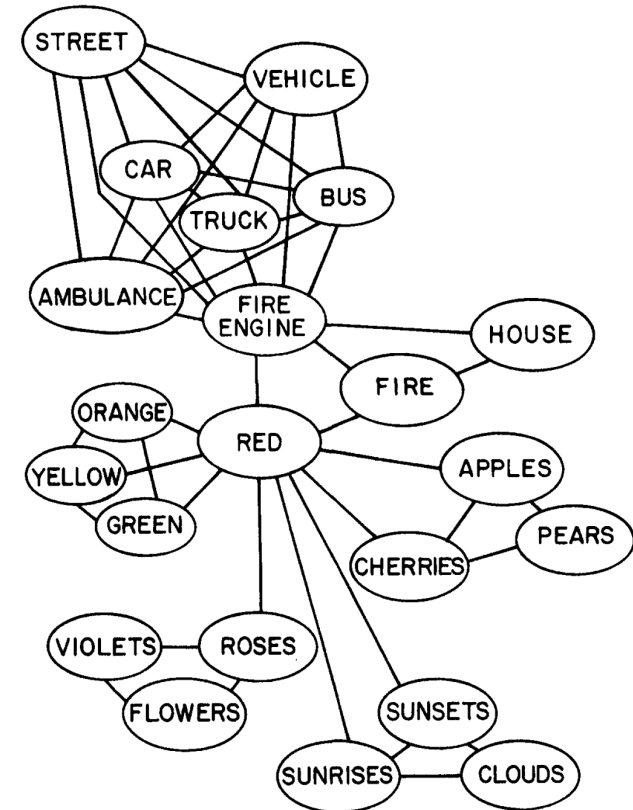 STREET
VEHICLE
CAR
BUS
TRUCK
AMBULANCE
FIRE
ENGINE
HOUSE
FIRE
ORANGE
RED
YELLOW
APPLES
GREEN
PEARS
CHERRIES
VIOLETS
ROSES
FLOWERS
SUNSETS
SUNRISES
CLOUDS